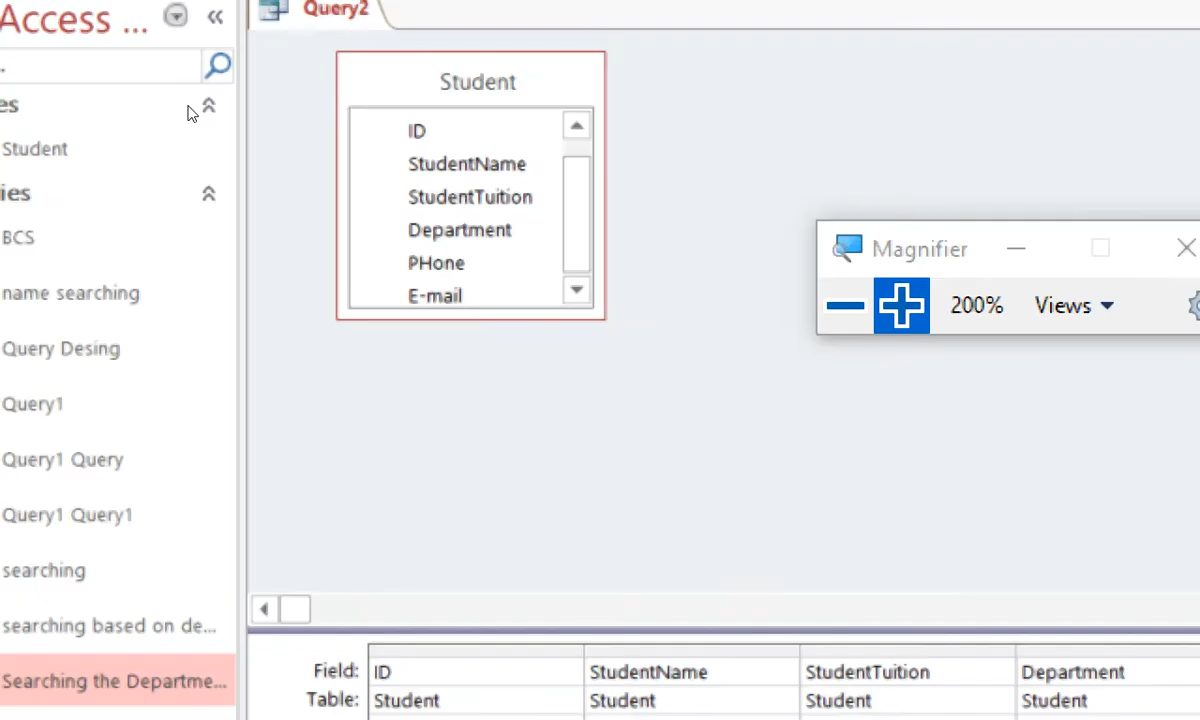 Access ...
Query2
.
es
Student
ies
BCS
name searching
Query Desing
Query1
Query1 Query
Query1 Query1
searching
searching based on de...
Searching the Departme...
Student
ID
StudentName
StudentTuition
Department
PHone
E-mail
Magnifier
200% Views
Field: ID StudentName StudentTuition Department
Table: Student Student Student Student